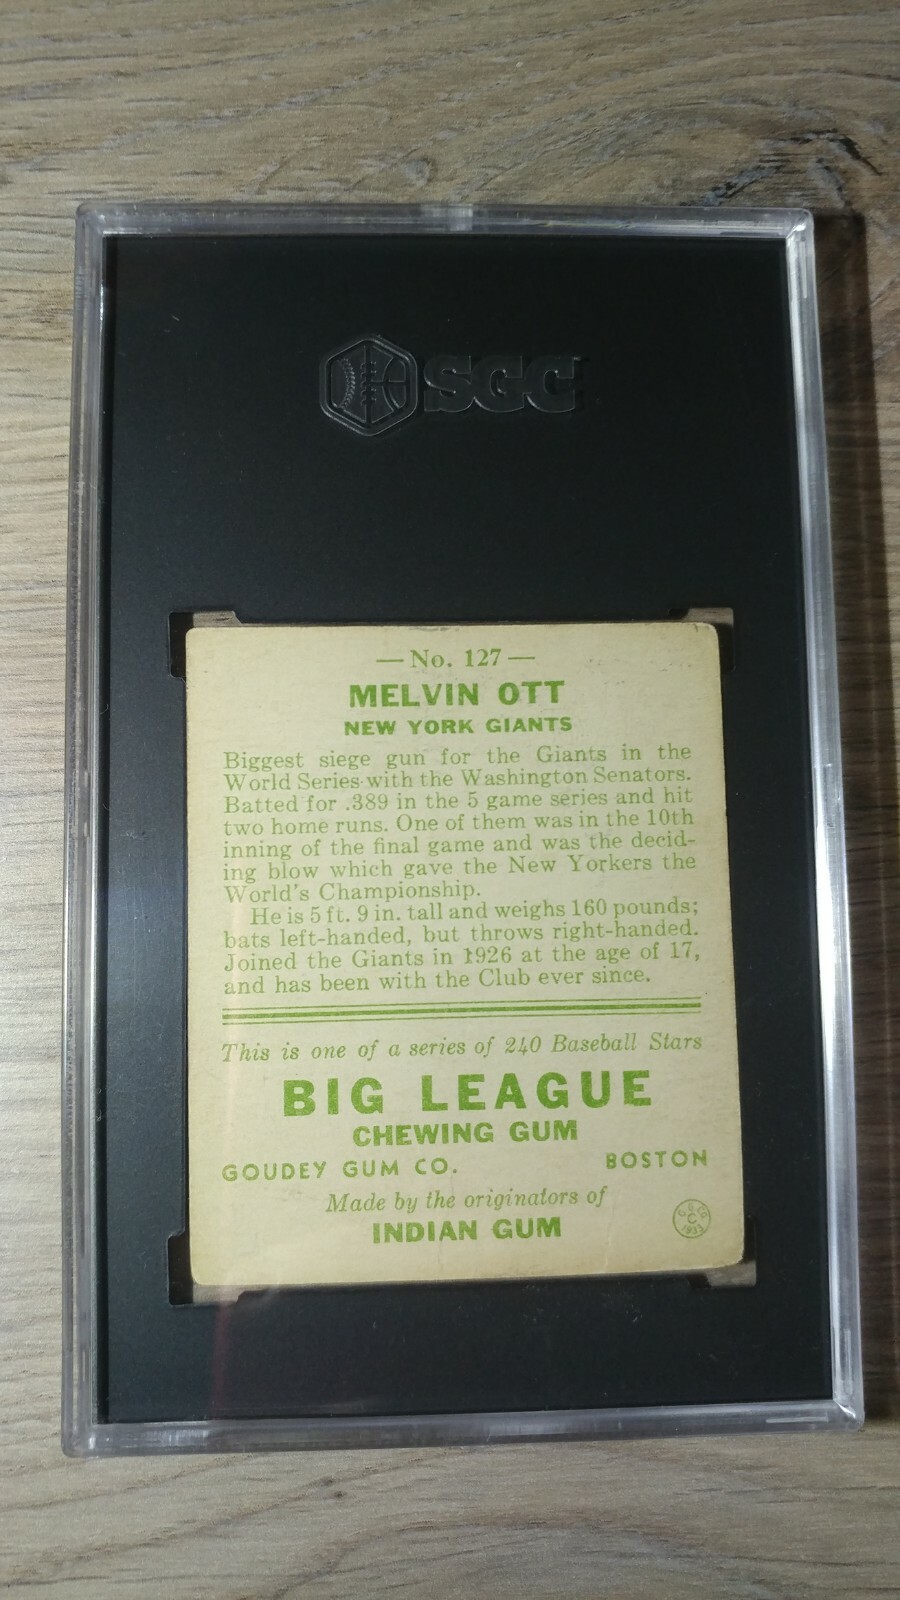 SGC
— No. 127 —
MELVIN OTT
NEW YORK GIANTS
Biggest siege gun for the Giants in the
World Series with the Washington Senators.
Batted for .389 in the 5 game series and hit
two home runs. One of them was in the 10th
inning of the final game and was the decid-
ing blow which gave the New Yorkers the
World's Championship.
He is 5 ft. 9 in. tall and weighs 160 pounds;
bats left-handed, but throws right-handed.
Joined the Giants in 1926 at the age of 17,
and has been with the Club ever since.
This is one of a series of 240 Baseball Stars
BIG LEAGUE
CHEWING GUM
GOUDEY GUM CO. BOSTON
Made by the originators of
INDIAN GUM
G. G. Co.
C
1933